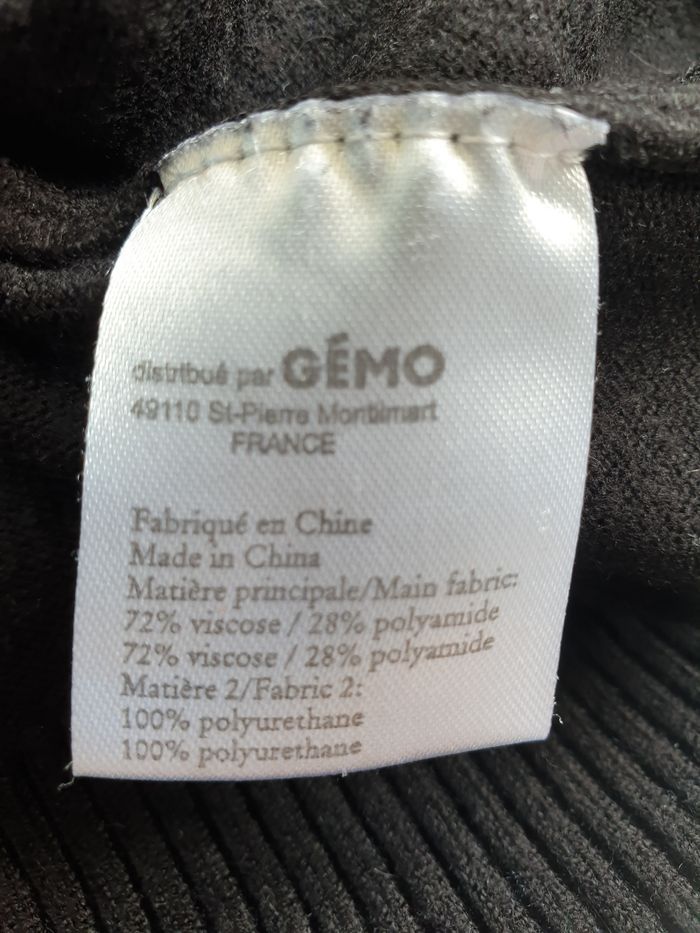 distribué par GÉMO
49110 St-Pierre Montlimart
FRANCE
Fabriqué en Chine
Made in China
Matière principale/Main fabric:
72% viscose / 28% polyamide
72% viscose / 28% polyamide
Matière 2/Fabric 2:
100% polyurethane
100% polyurethane